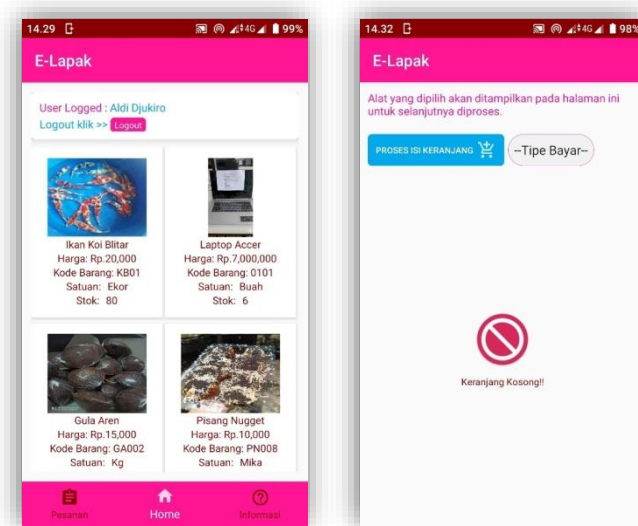 14.29
4G
99%
E-Lapak
User Logged : Aldi Djukiro
Logout klik >> Logout
Ikan Koi Blitar
Harga: Rp.20,000
Kode Barang: KB01
Satuan: Ekor
Stok: 80
Laptop Accer
Harga: Rp.7,000,000
Kode Barang: 0101
Satuan: Buah
Stok: 6
Gula Aren
Harga: Rp.15,000
Kode Barang: GA002
Satuan: Kg
Pisang Nugget
Harga: Rp.10,000
Kode Barang: PN008
Satuan: Mika
Pesanan
Home
Informasi
14.32
4G
98%
E-Lapak
Alat yang dipilih akan ditampilkan pada halaman ini
untuk selanjutnya diproses.
PROSES ISI KERANJANG
--Tipe Bayar--
Keranjang Kosong!!